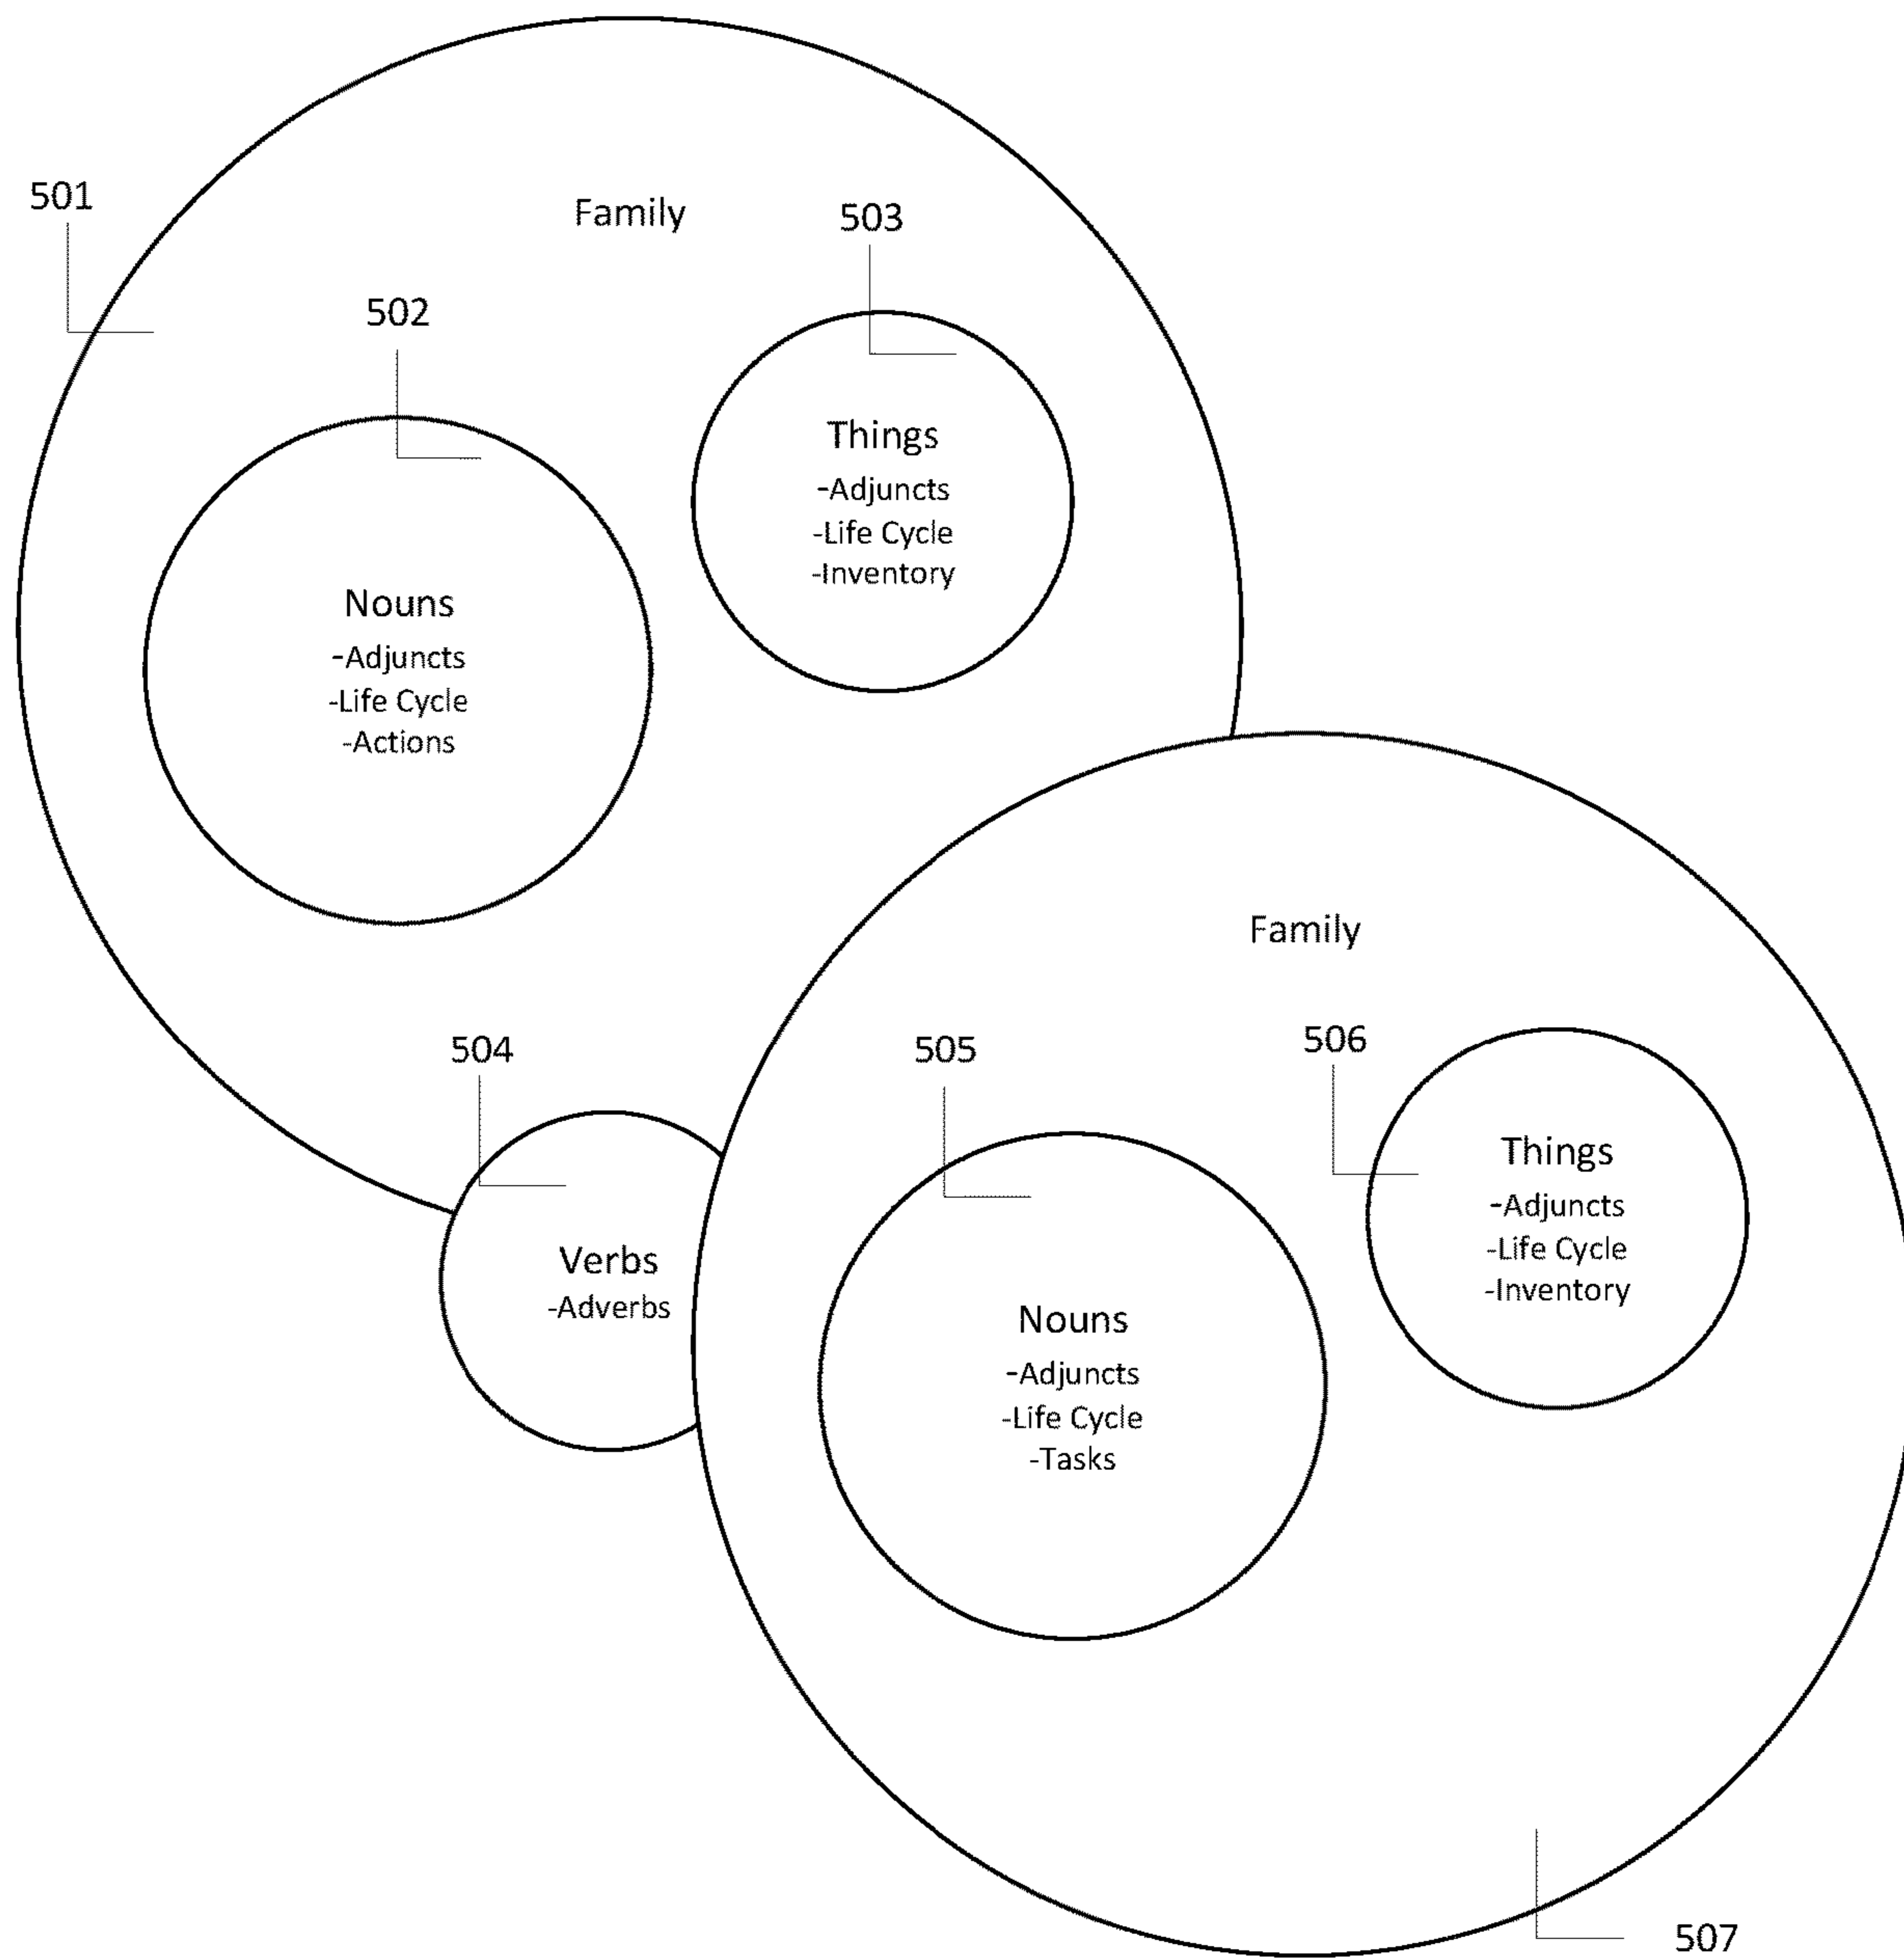 501
Family
503
502
Things
-Adjuncts
-Life Cycle
-Inventory
Nouns
-Adjuncts
-Life Cycle
-Actions
Family
504
505
506
Things
-Adjuncts
-Life Cycle
-Inventory
Verbs
-Adverbs
Nouns
-Adjuncts
-Life Cycle
-Tasks
507